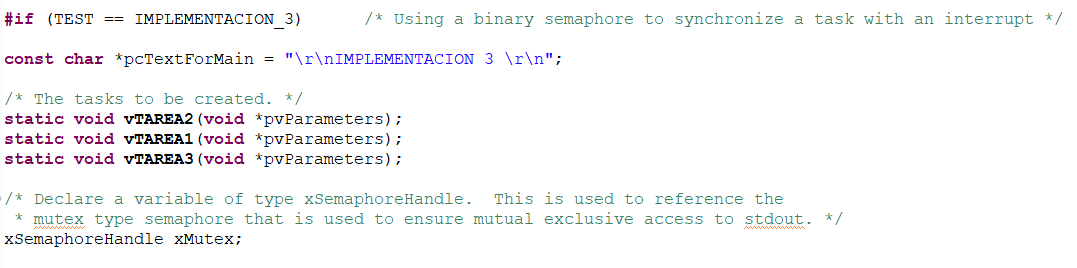 #if (TEST == IMPLEMENTACION_3) /* Using a binary semaphore to synchronize a task with an interrupt */
const char *pcTextForMain = "\r\nIMPLEMENTACION 3 \r\n";
/* The tasks to be created. */
static void vTAREA2(void *pvParameters);
static void vTAREA1(void *pvParameters);
static void vTAREA3(void *pvParameters);
/* Declare a variable of type xSemaphoreHandle.  This is used to reference the
* mutex type semaphore that is used to ensure mutual exclusive access to stdout. */
xSemaphoreHandle xMutex;